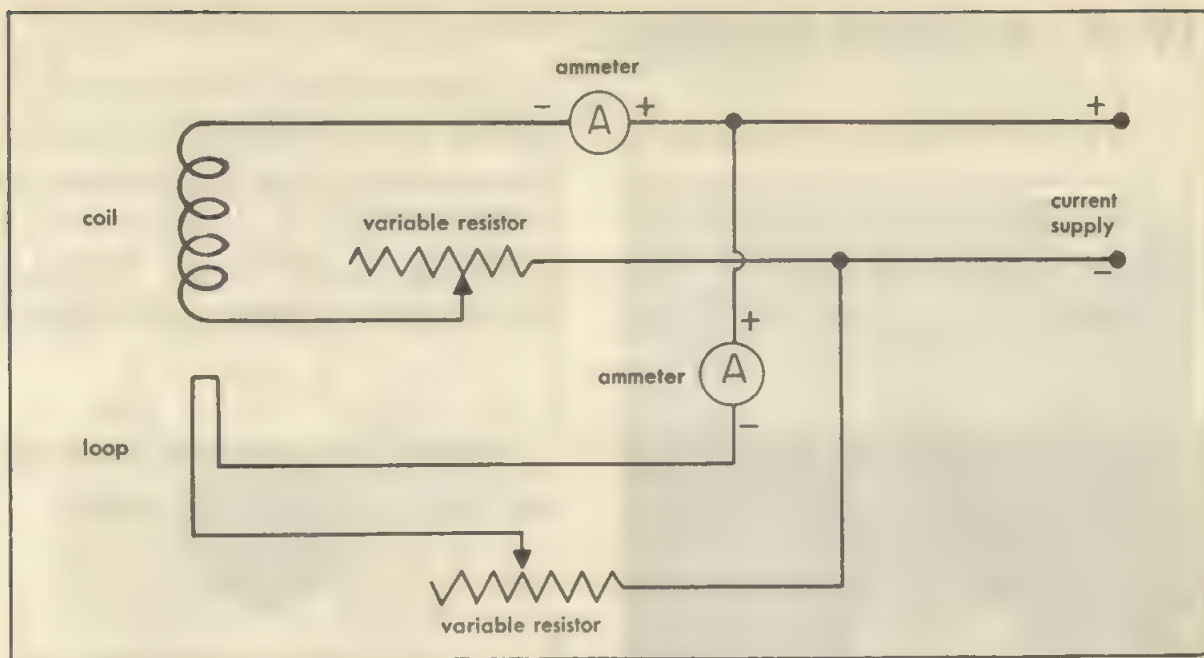 ammeter
- A +
+
coil
variable resistor
current
supply
-
+
ammeter A
-
loop
variable resistor